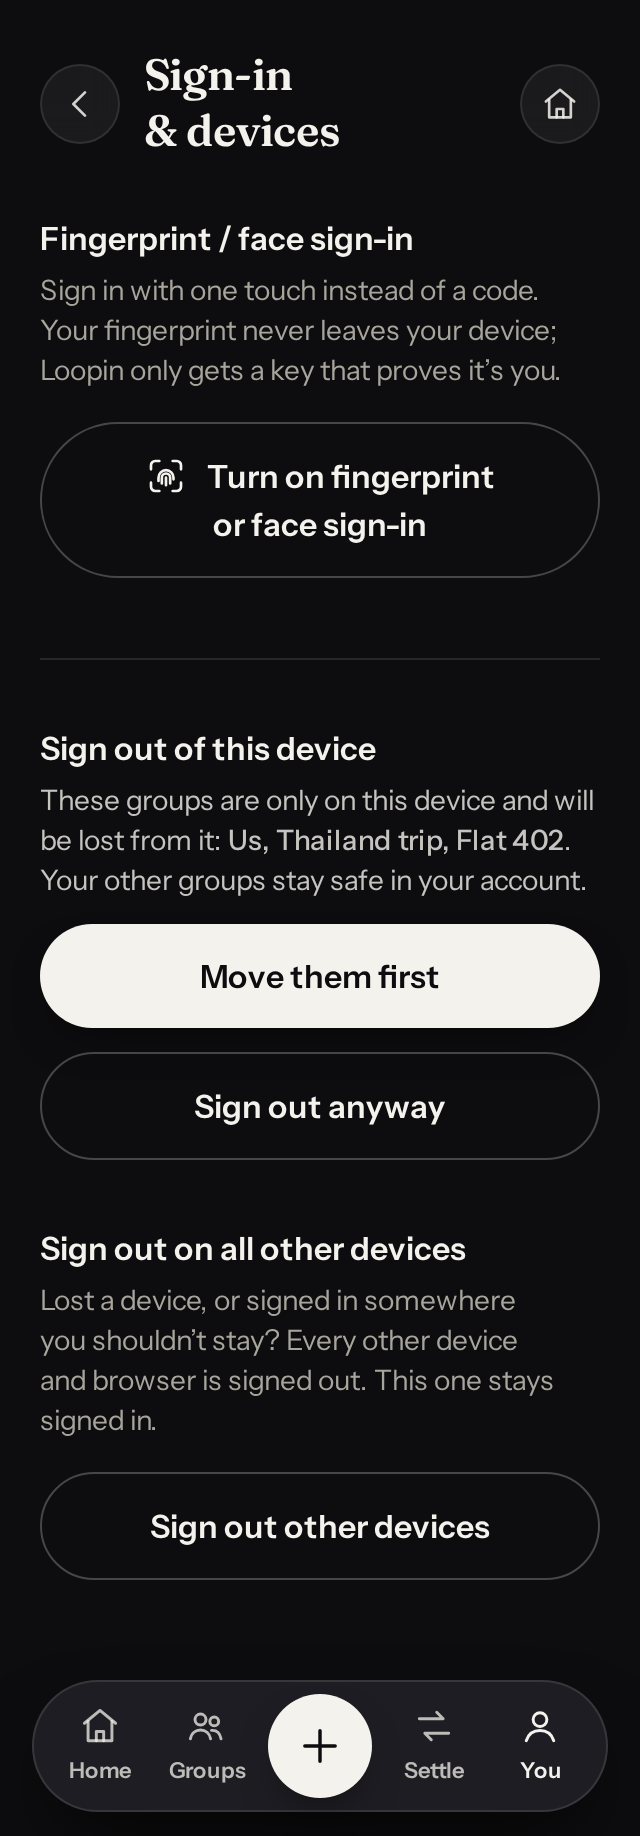 Sign-in
& devices
Fingerprint / face sign-in
Sign in with one touch instead of a code.
Your fingerprint never leaves your device;
Loopin only gets a key that proves it’s you.
Turn on fingerprint
or face sign-in
Sign out of this device
These groups are only on this device and will
be lost from it: Us, Thailand trip, Flat 402.
Your other groups stay safe in your account.
Move them first
Sign out anyway
Sign out on all other devices
Lost a device, or signed in somewhere
you shouldn’t stay? Every other device
and browser is signed out. This one stays
signed in.
Sign out other devices
Home Groups Settle You